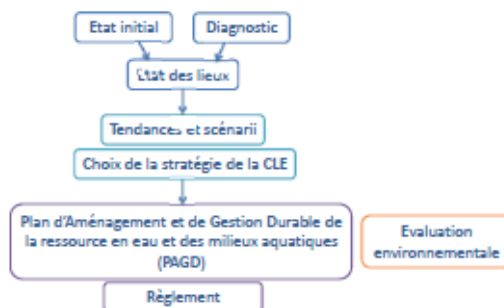 Etat initial
Diagnostic
Etat des lieux
Tendances et scénarii
Choix de la stratégie de la CLE
Plan d'Aménagement et de Gestion Durable de
la ressource en eau et des milieux aquatiques
(PAGD)
Evaluation
environnementale
Règlement